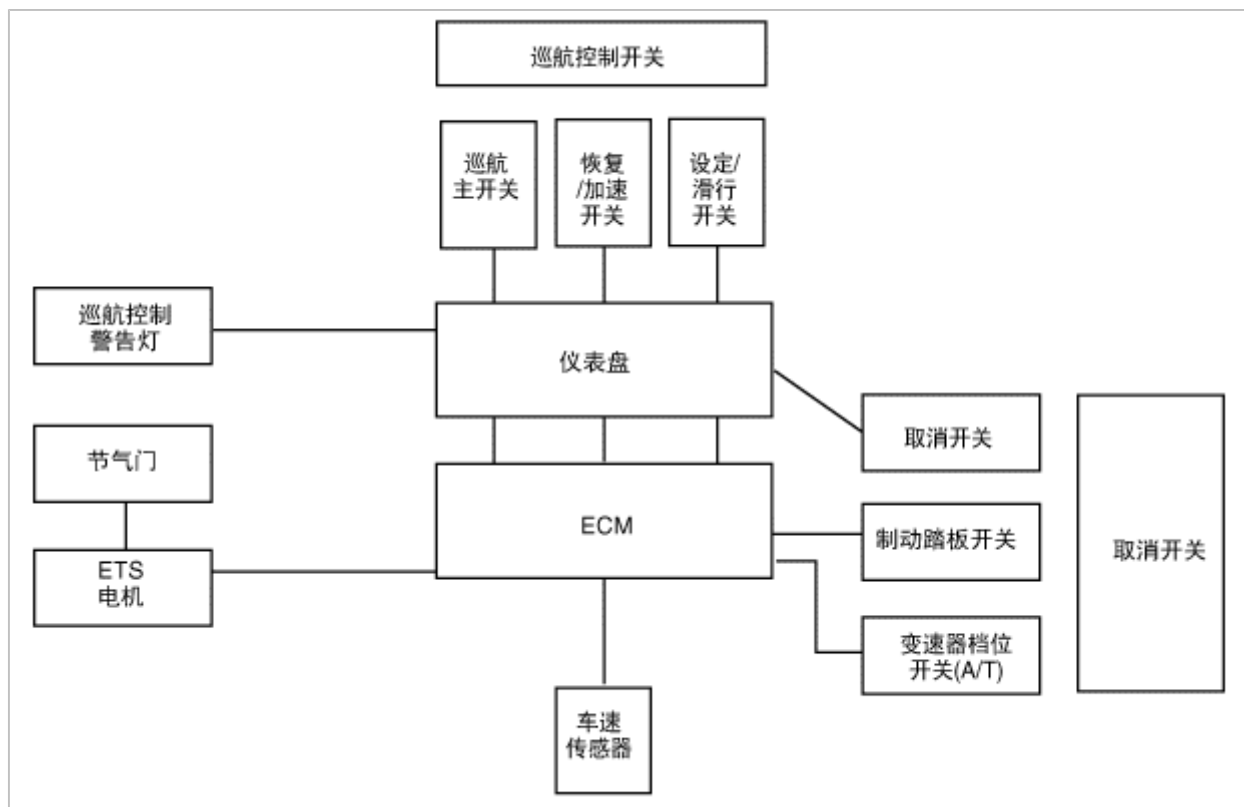 巡航控制开关
巡航
主开关
恢复
/加速
开关
设定/
滑行
开关
巡航控制
警告灯
仪表盘
取消开关
节气门
ECM
制动踏板开关
取消开关
ETS
电机
变速器档位
开关(A/T)
车速
传感器